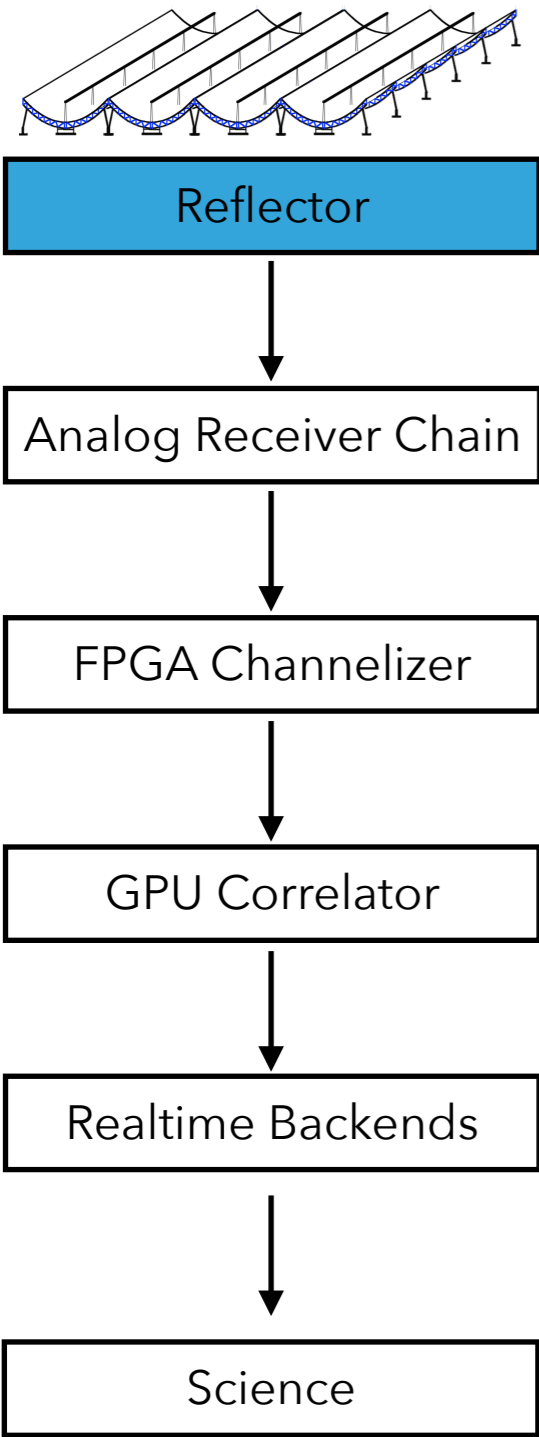 Reflector
Analog Receiver Chain
FPGA Channelizer
GPU Correlator
Realtime Backends
Science